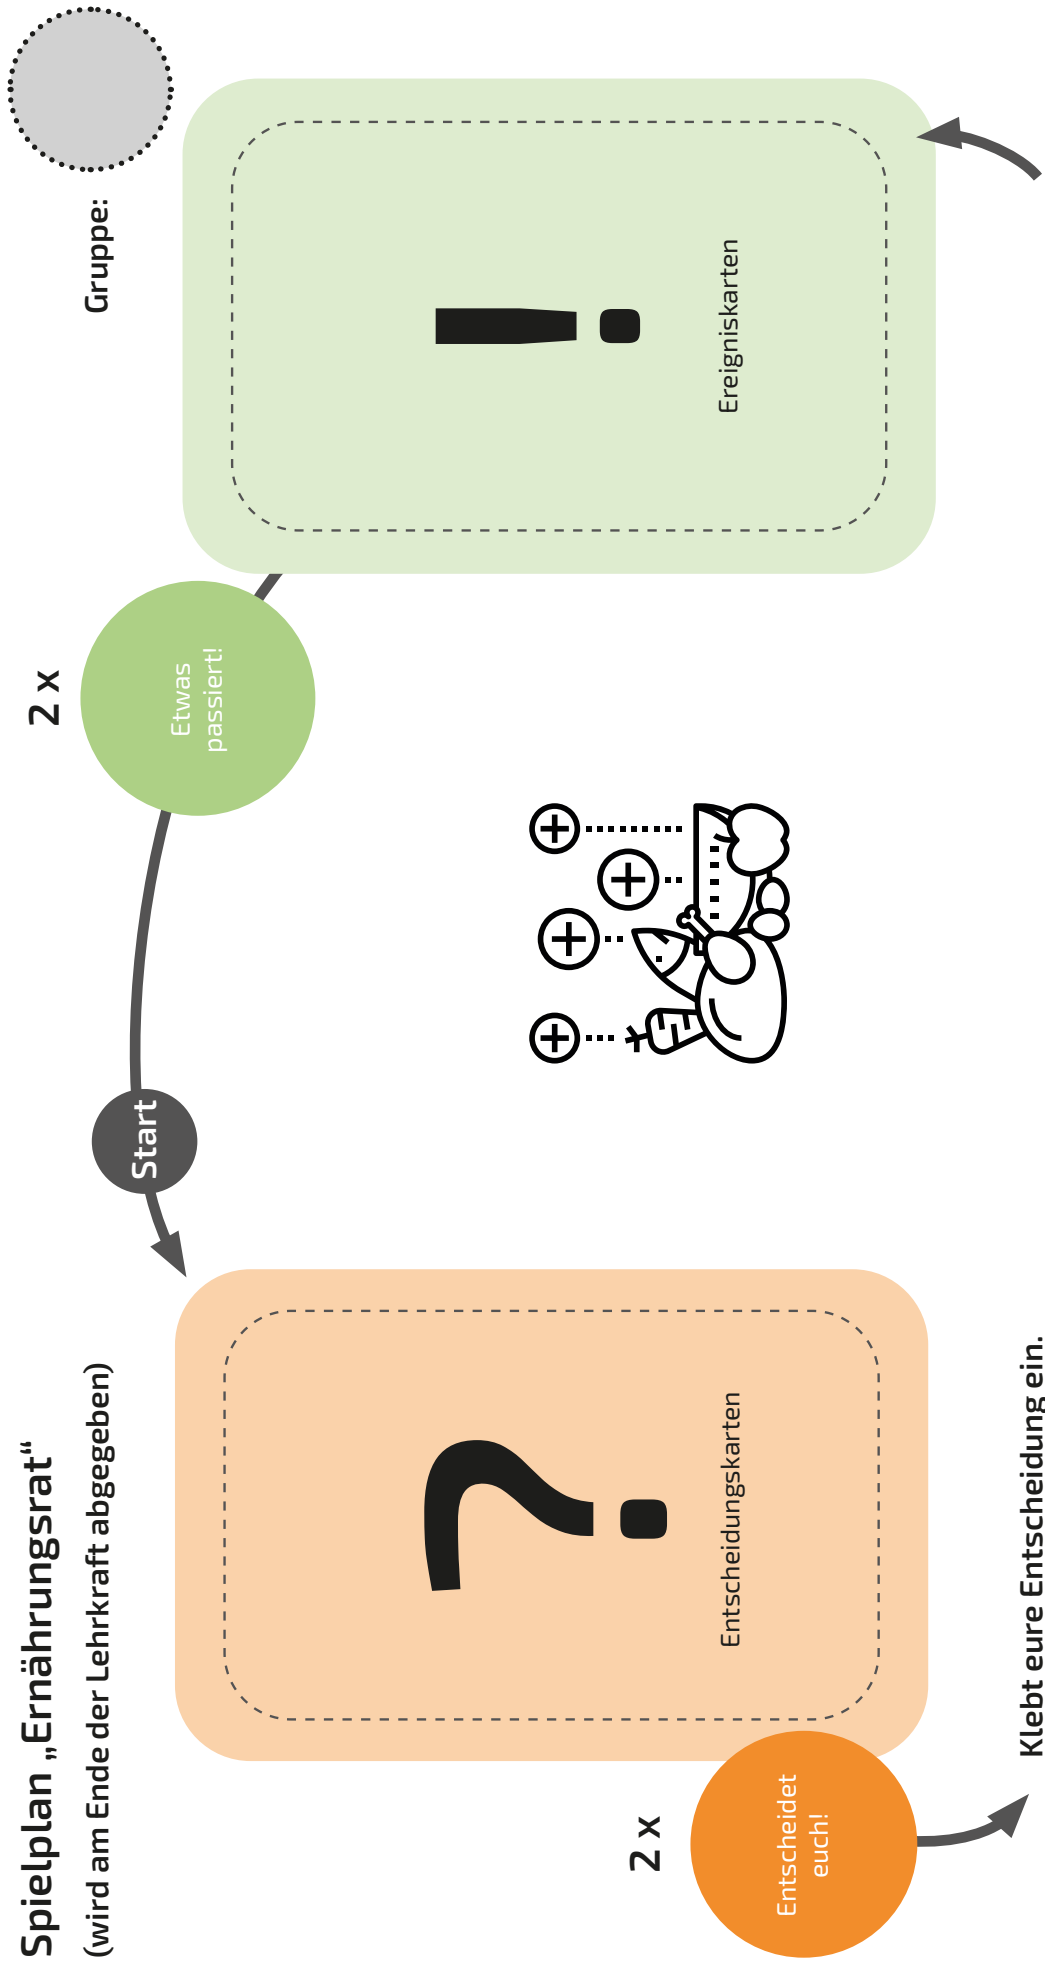 Spielplan „Ernährungsrat“
(wird am Ende der Lehrkraft abgegeben)
Gruppe:
Start
2 x
Etwas
passiert!
?
Entscheidungskarten
!
Ereigniskarten
2 x
Entscheidet
euch!
Klebt eure Entscheidung ein.